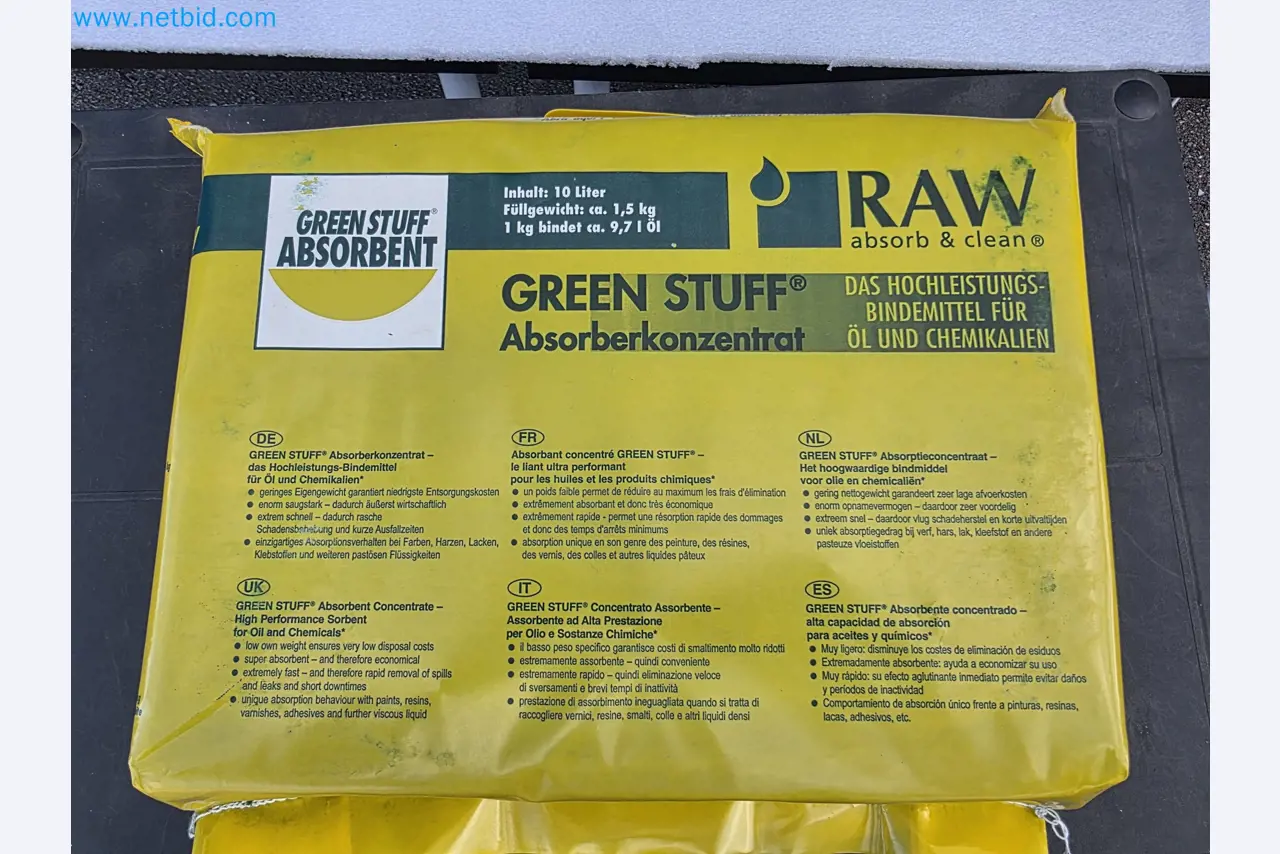 www.netbid.com
GREEN STUFF®
ABSORBENT
Inhalt: 10 Liter
Füllgewicht: ca. 1,5 kg
1 kg bindet ca. 9,7 l Öl
RAW
absorb & clean®
GREEN STUFF®
Absorberkonzentrat
DAS HOCHLEISTUNGS-
BINDEMITTEL FÜR
ÖL UND CHEMIKALIEN
DE
GREEN STUFF® Absorberkonzentrat –
das Hochleistungs-Bindemittel
für Öl und Chemikalien*
● geringes Eigengewicht garantiert niedrigste Entsorgungskosten
● enorm saugstark – dadurch äußerst wirtschaftlich
● extrem schnell – dadurch rasche
Schadensbehebung und kurze Ausfallzeiten
● einzigartiges Absorptionsverhalten bei Farben, Harzen, Lacken,
Klebstoffen und weiteren pastösen Flüssigkeiten
FR
Absorbant concentré GREEN STUFF® –
le liant ultra performant
pour les huiles et les produits chimiques*
● un poids faible permet de réduire au maximum les frais d'élimination
● extrêmement absorbant et donc très économique
● extrêmement rapide - permet une résorption rapide des dommages
et donc des temps d'arrêts minimums
● absorption unique en son genre des peinture, des résines,
des vernis, des colles et autres liquides pâteux
NL
GREEN STUFF® Absorptieconcentraat –
Het hoogwaardige bindmiddel
voor olie en chemicaliën*
● gering nettogewicht garandeert zeer lage afvoerkosten
● enorm opnamevermogen – daardoor zeer voordelig
● extreem snel – daardoor vlug schadeherstel en korte uitvaltijden
● uniek absorptiegedrag bij verf, hars, lak, kleefstof en andere
pasteuze vloeistoffen
UK
GREEN STUFF® Absorbent Concentrate –
High Performance Sorbent
for Oil and Chemicals*
● low own weight ensures very low disposal costs
● super absorbent – and therefore economical
● extremely fast – and therefore rapid removal of spills
and leaks and short downtimes
● unique absorption behaviour with paints, resins,
varnishes, adhesives and further viscous liquid
IT
GREEN STUFF® Concentrato Assorbente –
Assorbente ad Alta Prestazione
per Olio e Sostanze Chimiche*
● il basso peso specifico garantisce costi di smaltimento molto ridotti
● estremamente assorbente – quindi conveniente
● estremamente rapido – quindi eliminazione veloce
di sversamenti e brevi tempi di inattività
● prestazione di assorbimento ineguagliata quando si tratta di
raccogliere vernici, resine, smalti, colle e altri liquidi densi
ES
GREEN STUFF® Absorbente concentrado –
alta capacidad de absorción
para aceites y químicos*
● Muy ligero: disminuye los costes de eliminación de esiduos
● Extremadamente absorbente: ayuda a economizar su uso
● Muy rápido: su efecto aglutinante inmediato permite evitar daños
y períodos de inactividad
● Comportamiento de absorción único frente a pinturas, resinas,
lacas, adhesivos, etc.